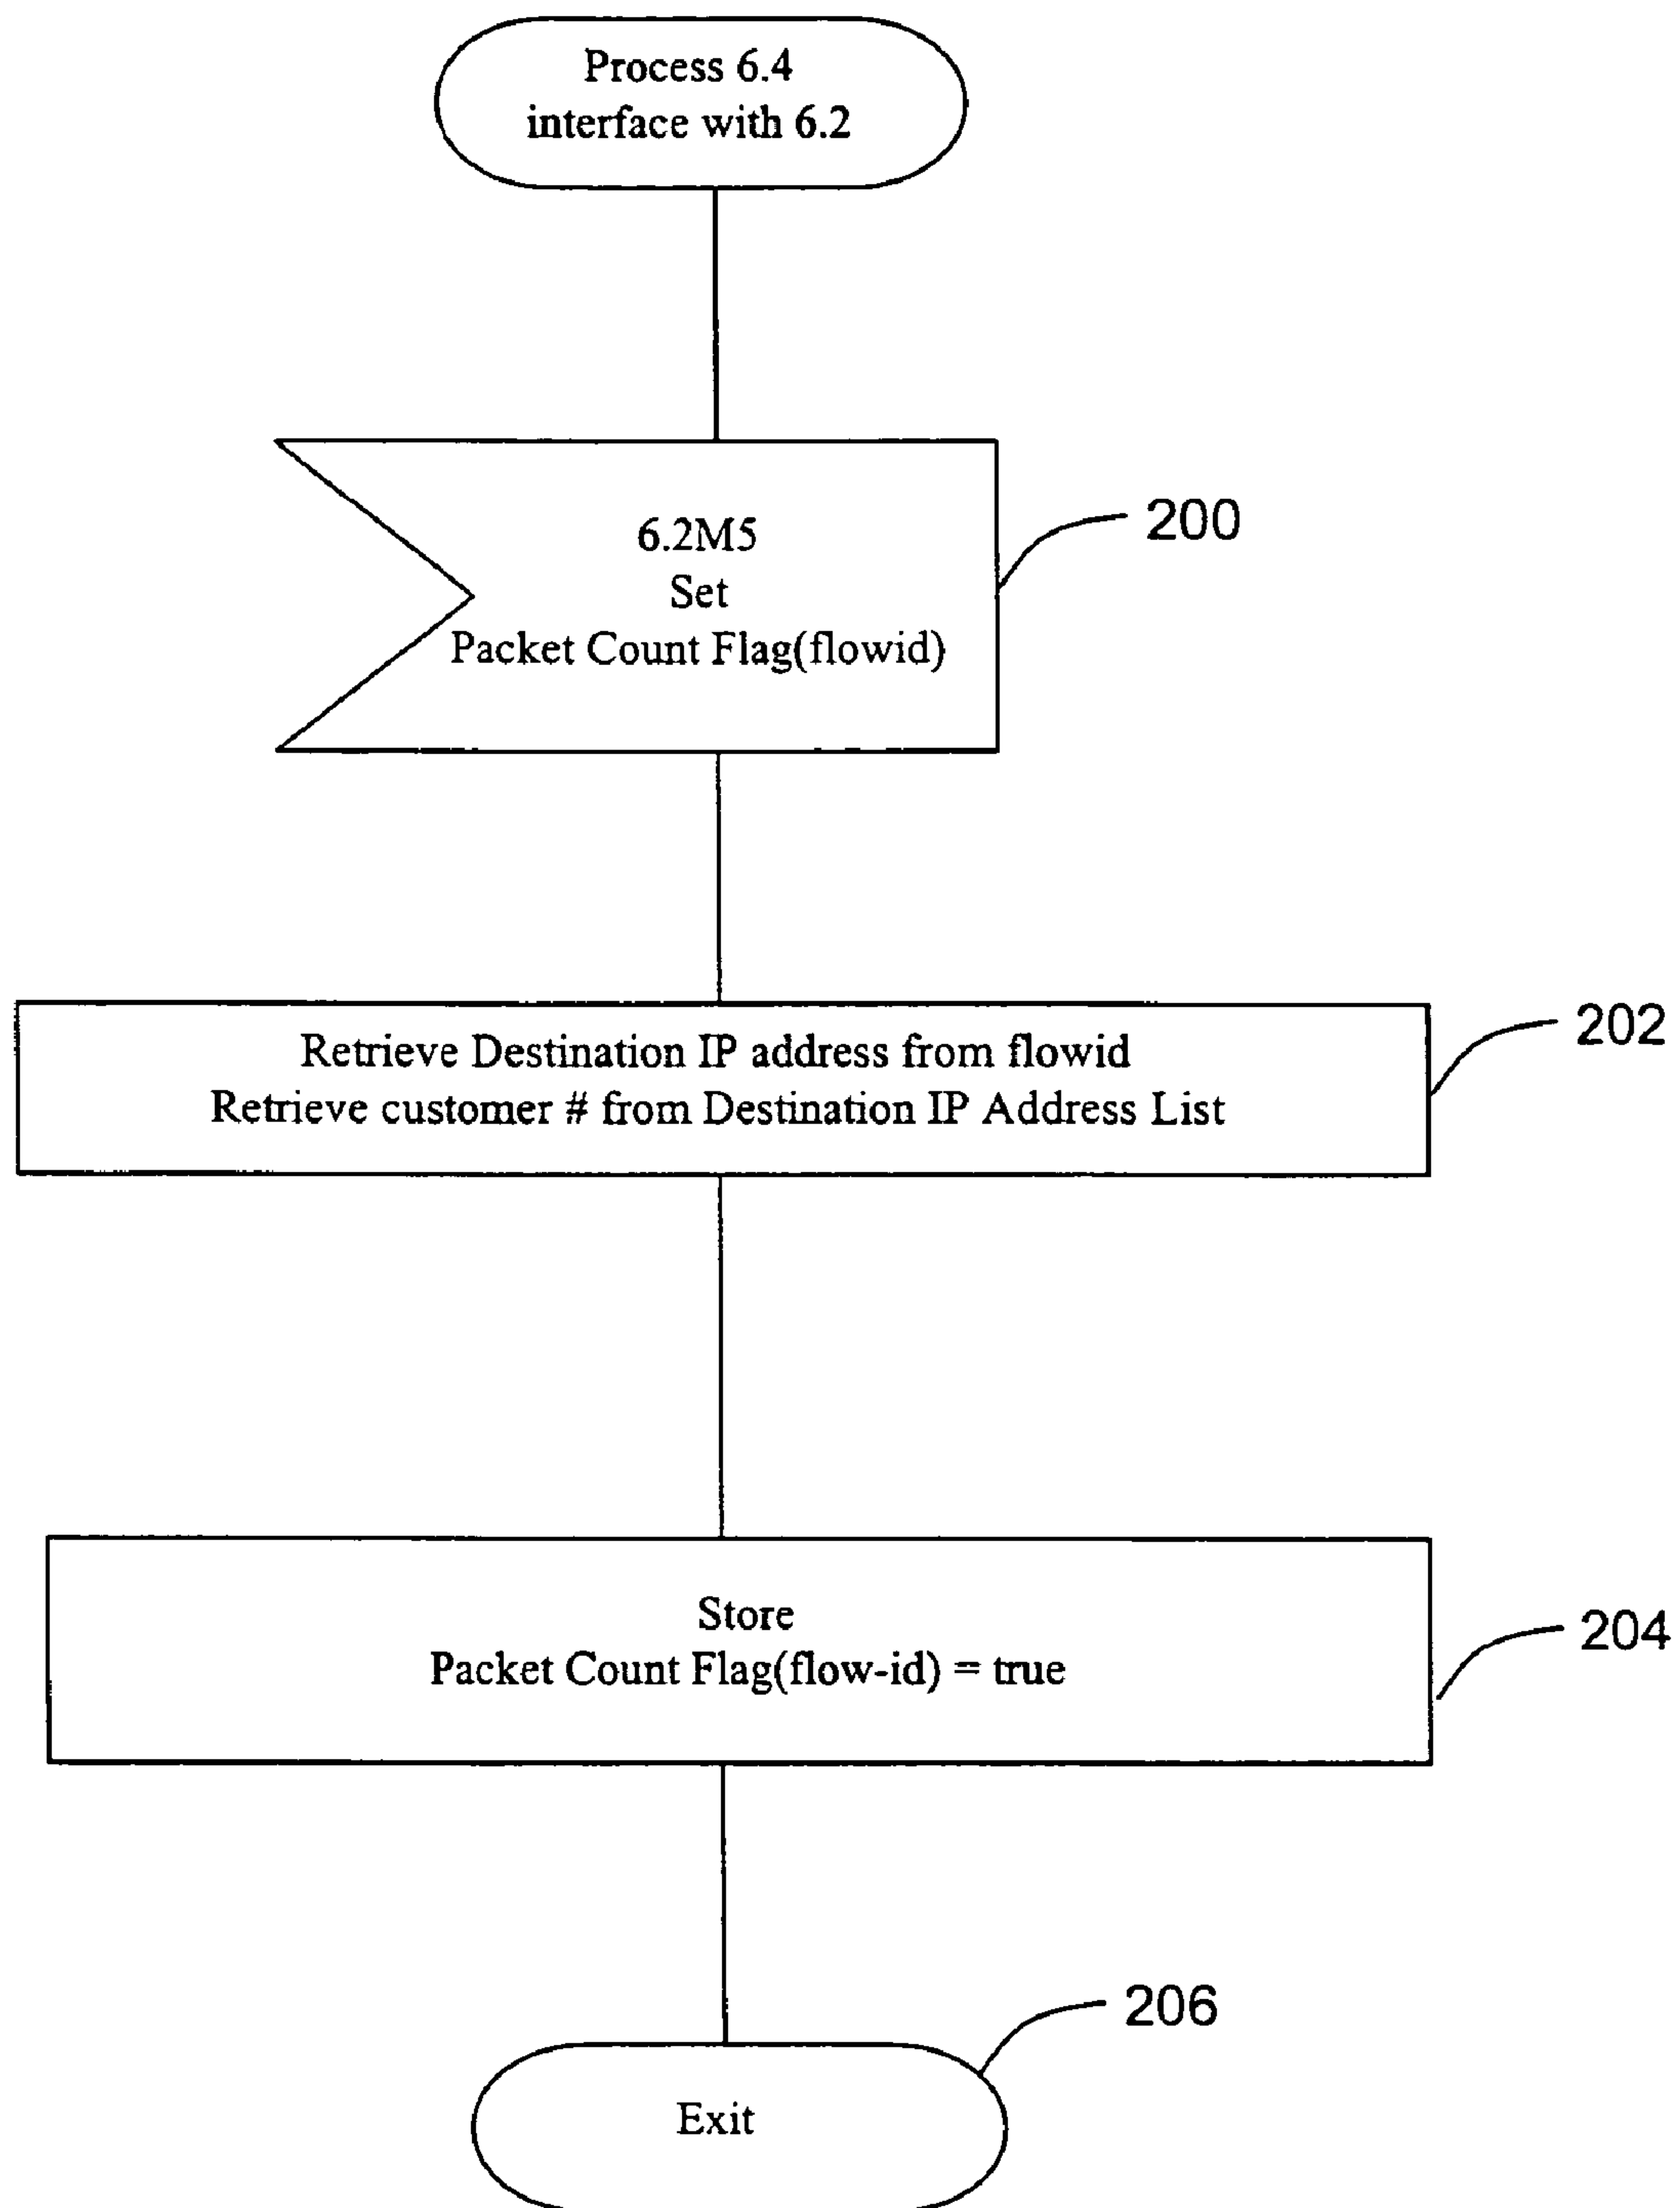 Process 6.4
interface with 6.2
6.2M5
Set
Packet Count Flag(flowid)
200
Retrieve Destination IP address from flowid
Retrieve customer # from Destination IP Address List
202
Store
Packet Count Flag(flow-id) = true
204
206
Exit